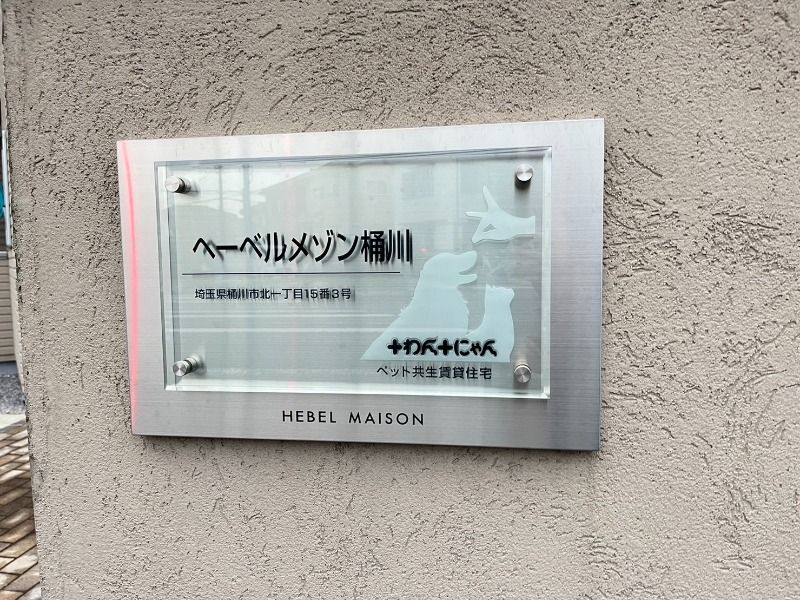 ヘーベルメゾン桶川
埼玉県桶川市北一丁目15番3号
+わん+にゃん
ペット共生賃貸住宅
HEBEL MAISON